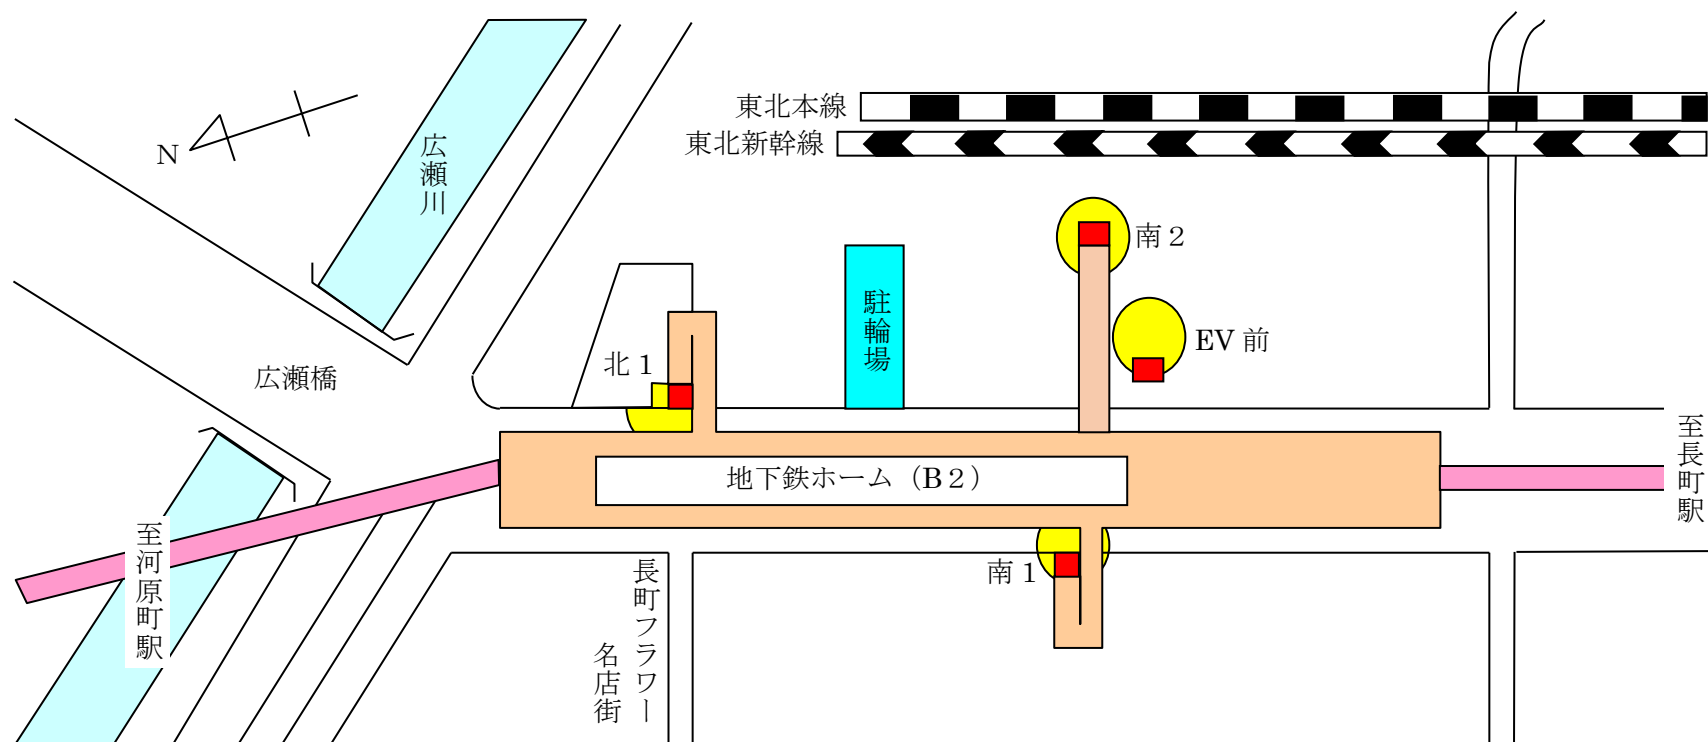 東北本線
東北新幹線
N
広瀬川
南２
駐輪場
EV 前
北１
広瀬橋
地下鉄ホーム（B２）
至長町駅
至河原町駅
南１
長町フラワー
名店街